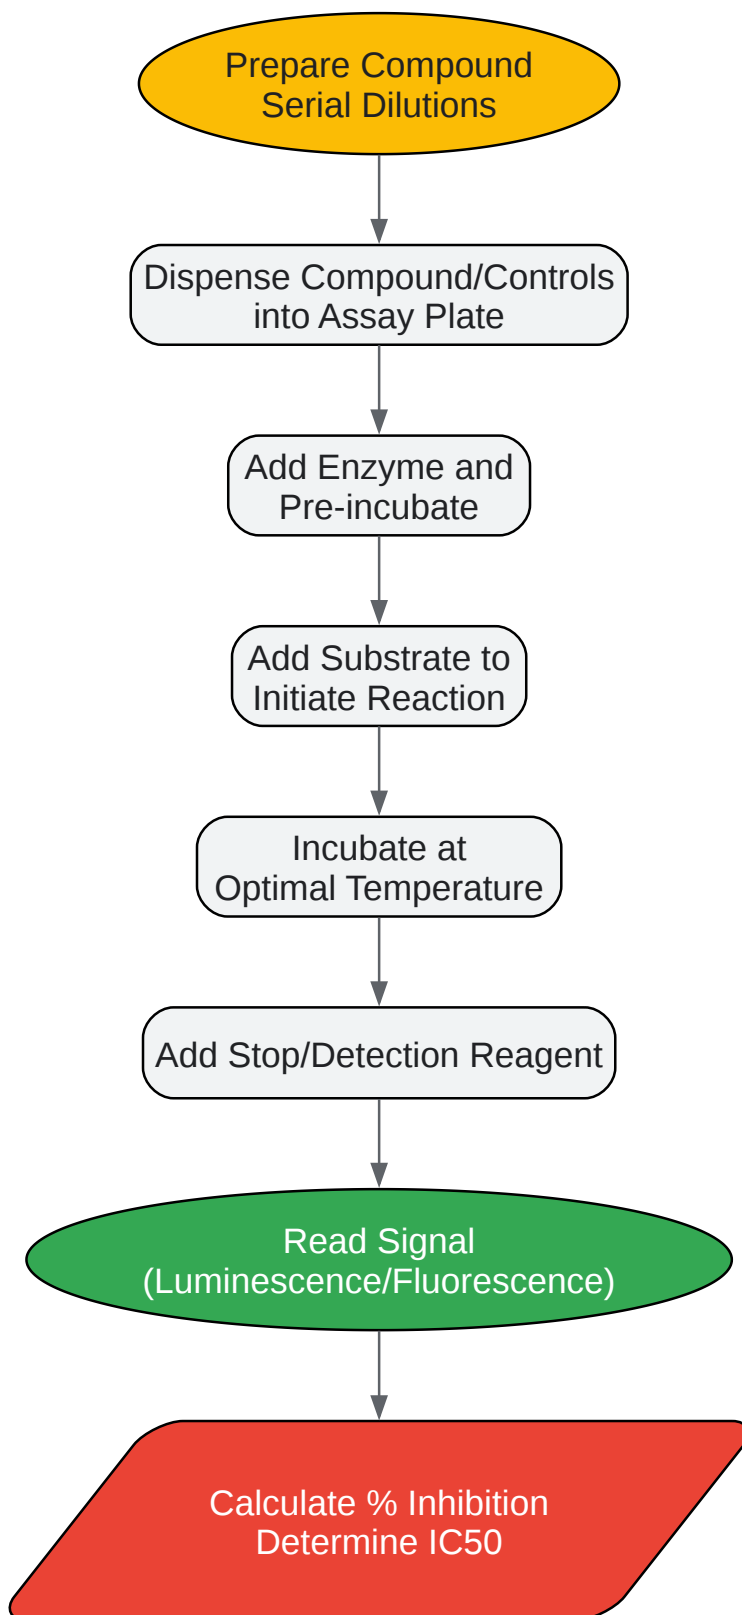 Prepare Compound
Serial Dilutions
Dispense Compound/Controls
into Assay Plate
Add Enzyme and
Pre-incubate
Add Substrate to
Initiate Reaction
Incubate at
Optimal Temperature
Add Stop/Detection Reagent
Read Signal
(Luminescence/Fluorescence)
Calculate % Inhibition
Determine IC50